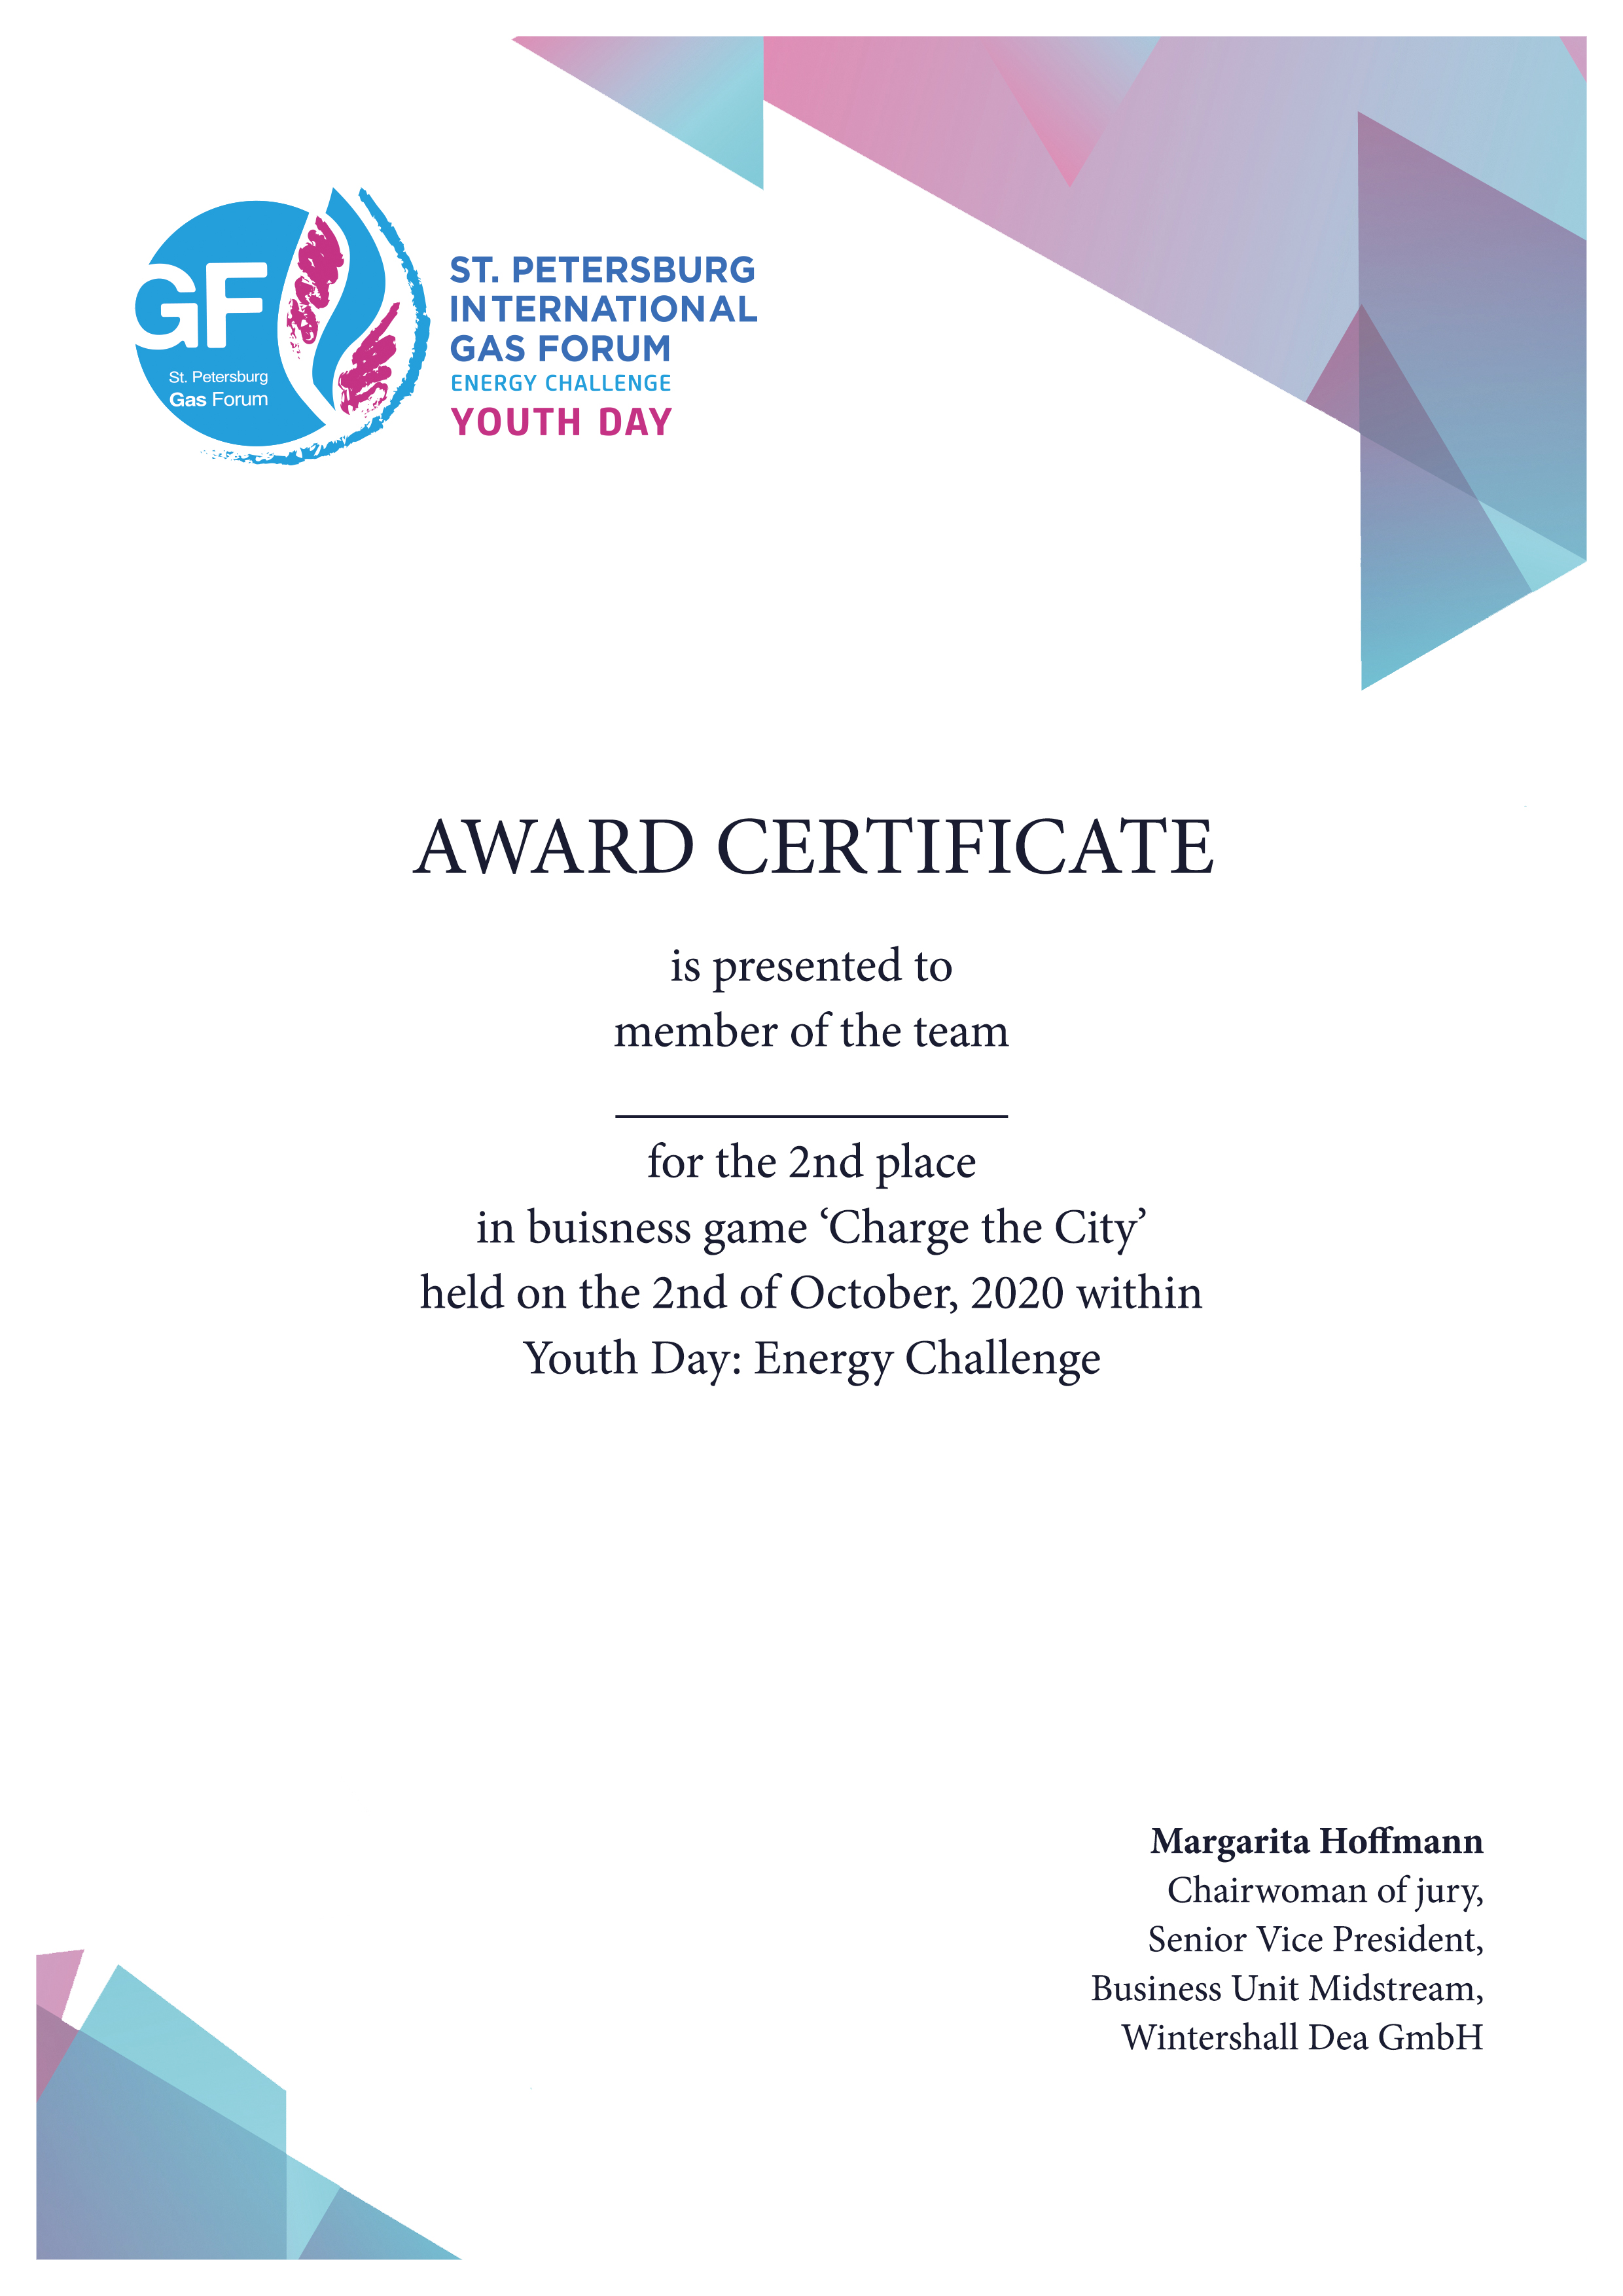 GF
St. Petersburg
Gas Forum
ST. PETERSBURG
INTERNATIONAL
GAS FORUM
ENERGY CHALLENGE
YOUTH DAY
AWARD CERTIFICATE
is presented to
member of the team
for the 2nd place
in buisness game ‘Charge the City’
held on the 2nd of October, 2020 within
Youth Day: Energy Challenge
Margarita Hoffmann
Chairwoman of jury,
Senior Vice President,
Business Unit Midstream,
Wintershall Dea GmbH